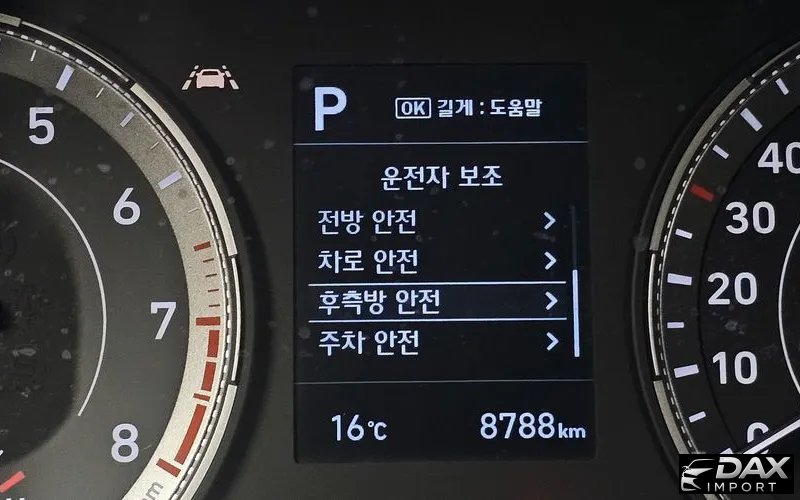 5
6
7
8
P
OK 길게 : 도움말
운전자 보조
전방 안전
차로 안전
후측방 안전
주차 안전
16℃ 8788km
40
30
20
10
0
DAX
IMPORT